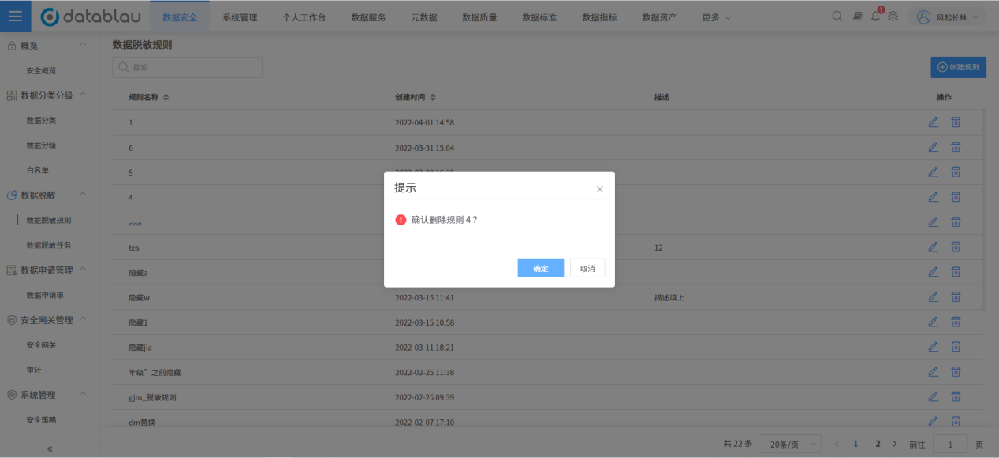 datablau 数据安全 系统管理 个人工作台 数据服务 元数据 数据质量 数据标准 数据指标 数据资产 更多 1 风起长林
概览
安全概览
数据分类分级
数据分类
数据分级
白名单
数据脱敏
数据脱敏规则
数据脱敏任务
数据申请管理
数据申请单
安全网关管理
安全网关
审计
系统管理
安全策略
«
数据脱敏规则
搜索
新建规则
规则名称 创建时间 描述 操作
1 2022-04-01 14:58
6 2022-03-31 15:04
5
4
aaa
tes 12
隐藏a
隐藏w 2022-03-15 11:41 描述填上
隐藏1 2022-03-15 10:58
隐藏jia 2022-03-11 18:21
年级”之前隐藏 2022-02-25 11:38
gjm_脱敏规则 2022-02-25 09:39
dm替换 2022-02-07 17:10
共 22 条 20条/页 1 2 前往 1 页
提示
确认删除规则 4？
确定 取消